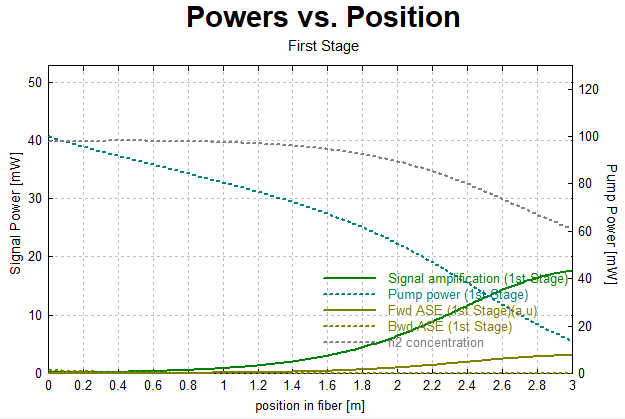 Powers vs. Position
First Stage
50
40
30
20
10
0
Signal Power [mW]
120
100
80
60
40
20
0
Pump Power [mW]
Signal amplification (1st Stage)
Pump power (1st Stage)
Fwd ASE (1st Stage)(a.u)
Bwd ASE (1st Stage)
n2 concentration
0 0.2 0.4 0.6 0.8 1 1.2 1.4 1.6 1.8 2 2.2 2.4 2.6 2.8 3
position in fiber [m]